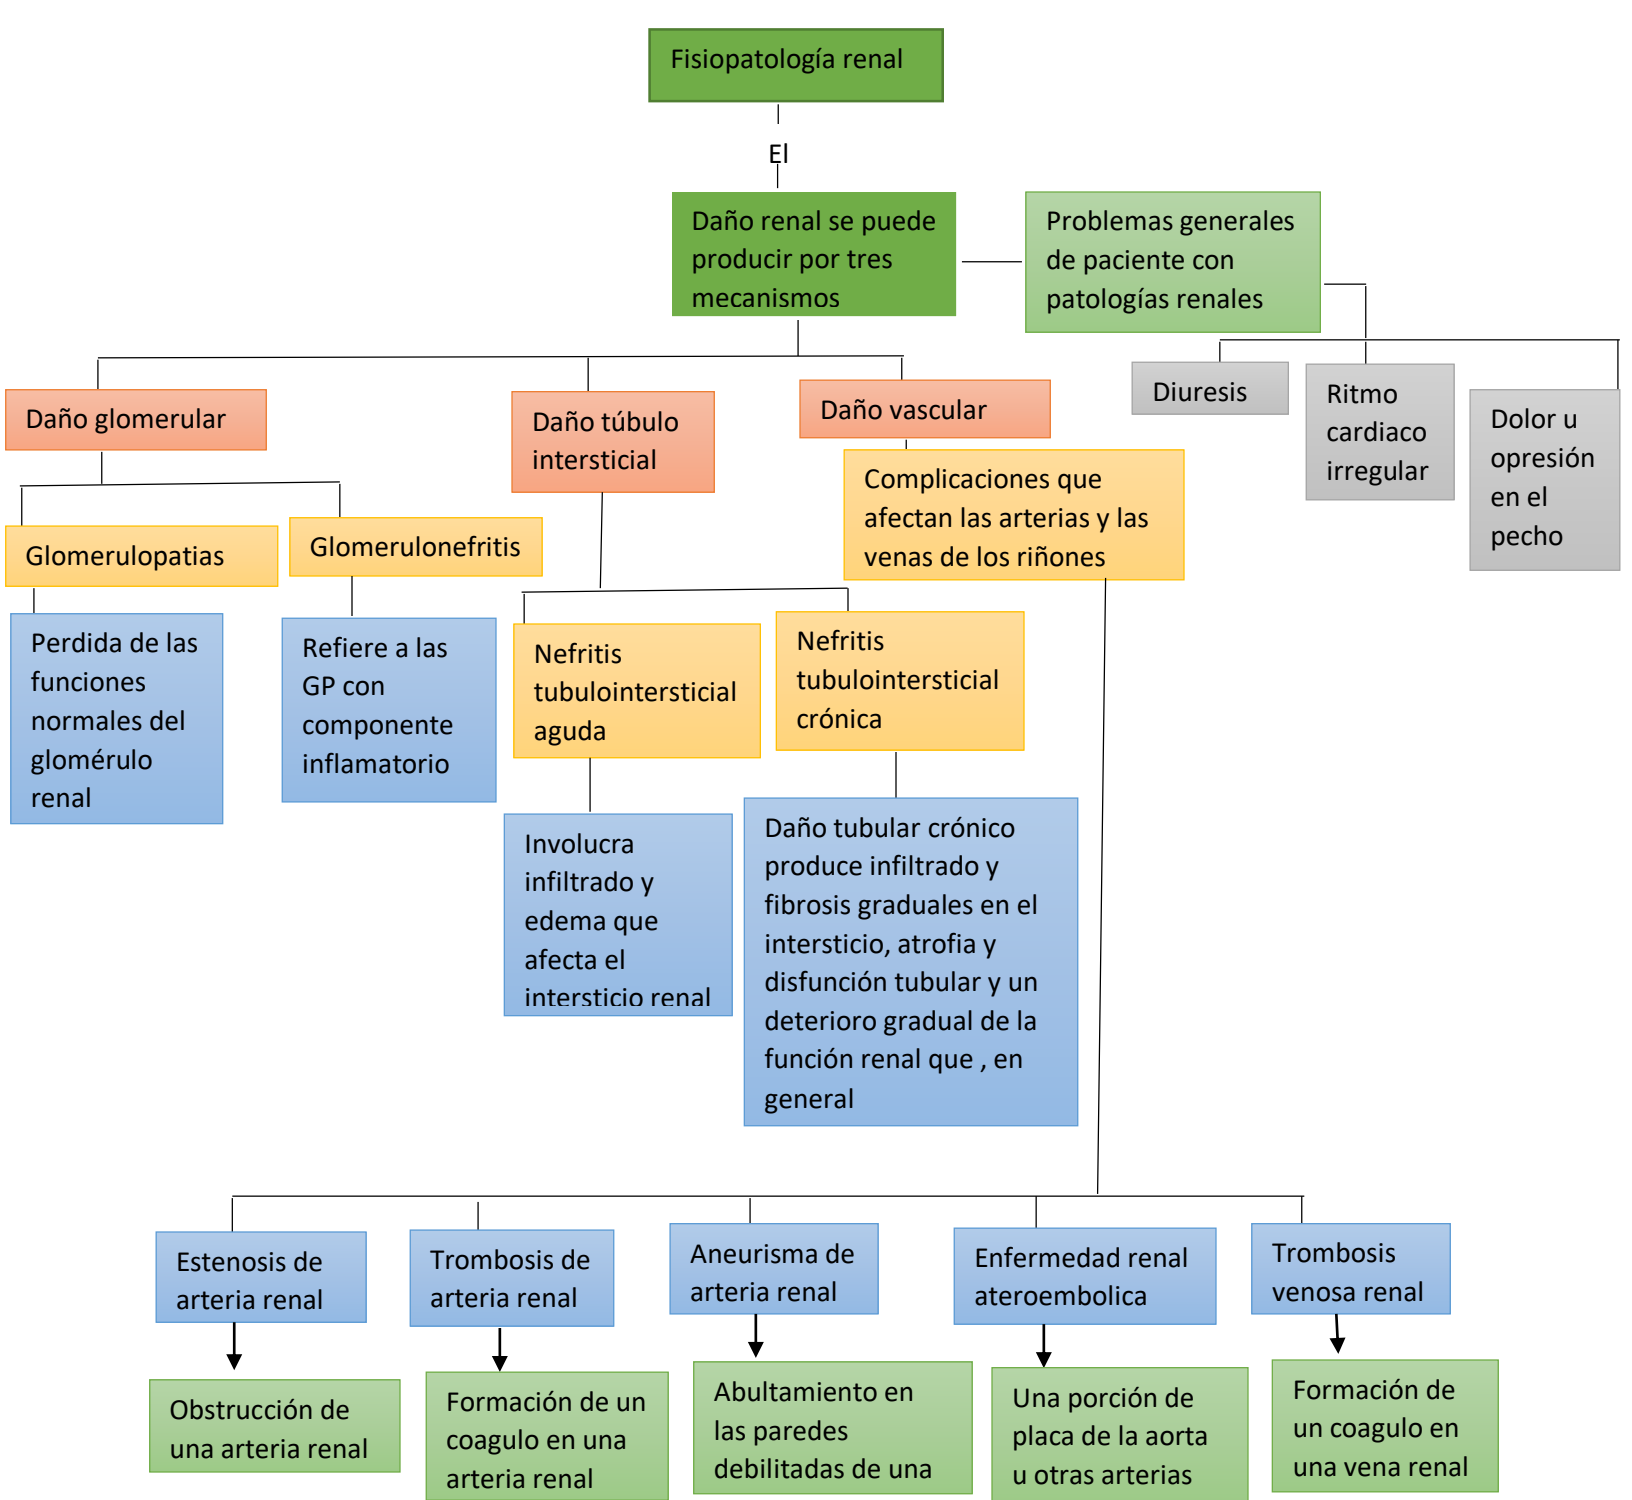 Fisiopatología renal
El
Daño renal se puede
producir por tres
mecanismos
Problemas generales
de paciente con
patologías renales
Diuresis
Ritmo
cardiaco
irregular
Dolor u
opresión
en el
pecho
Daño glomerular
Daño túbulo
intersticial
Daño vascular
Complicaciones que
afectan las arterias y las
venas de los riñones
Glomerulopatias
Glomerulonefritis
Perdida de las
funciones
normales del
glomérulo
renal
Refiere a las
GP con
componente
inflamatorio
Nefritis
tubulointersticial
aguda
Nefritis
tubulointersticial
crónica
Involucra
infiltrado y
edema que
afecta el
intersticio renal
Daño tubular crónico
produce infiltrado y
fibrosis graduales en el
intersticio, atrofia y
disfunción tubular y un
deterioro gradual de la
función renal que , en
general
Estenosis de
arteria renal
Trombosis de
arteria renal
Aneurisma de
arteria renal
Enfermedad renal
ateroembolica
Trombosis
venosa renal
Obstrucción de
una arteria renal
Formación de un
coagulo en una
arteria renal
Abultamiento en
las paredes
debilitadas de una
Una porción de
placa de la aorta
u otras arterias
Formación de
un coagulo en
una vena renal